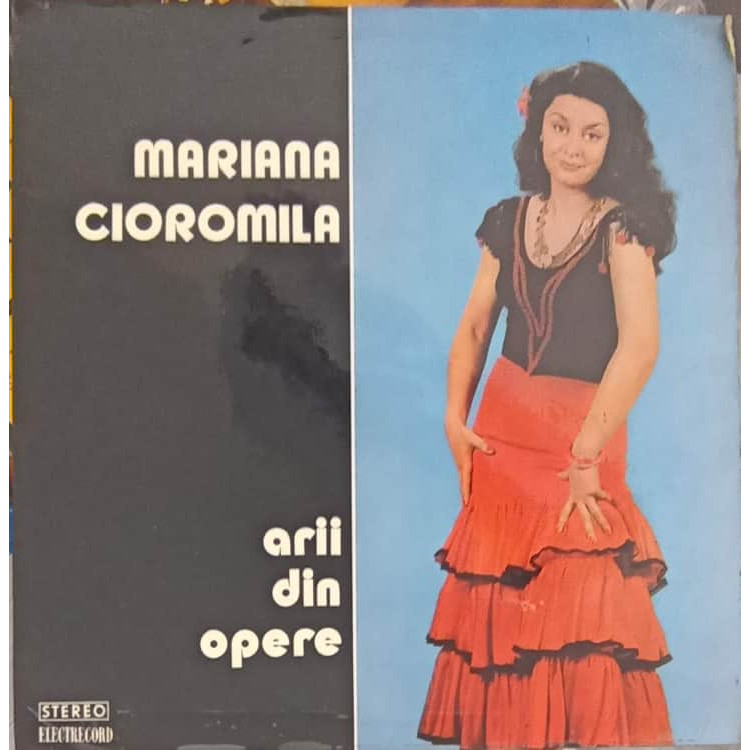 MARIANA
CIOROMILA
arii
din
opere
STEREO
ELECTRECORD